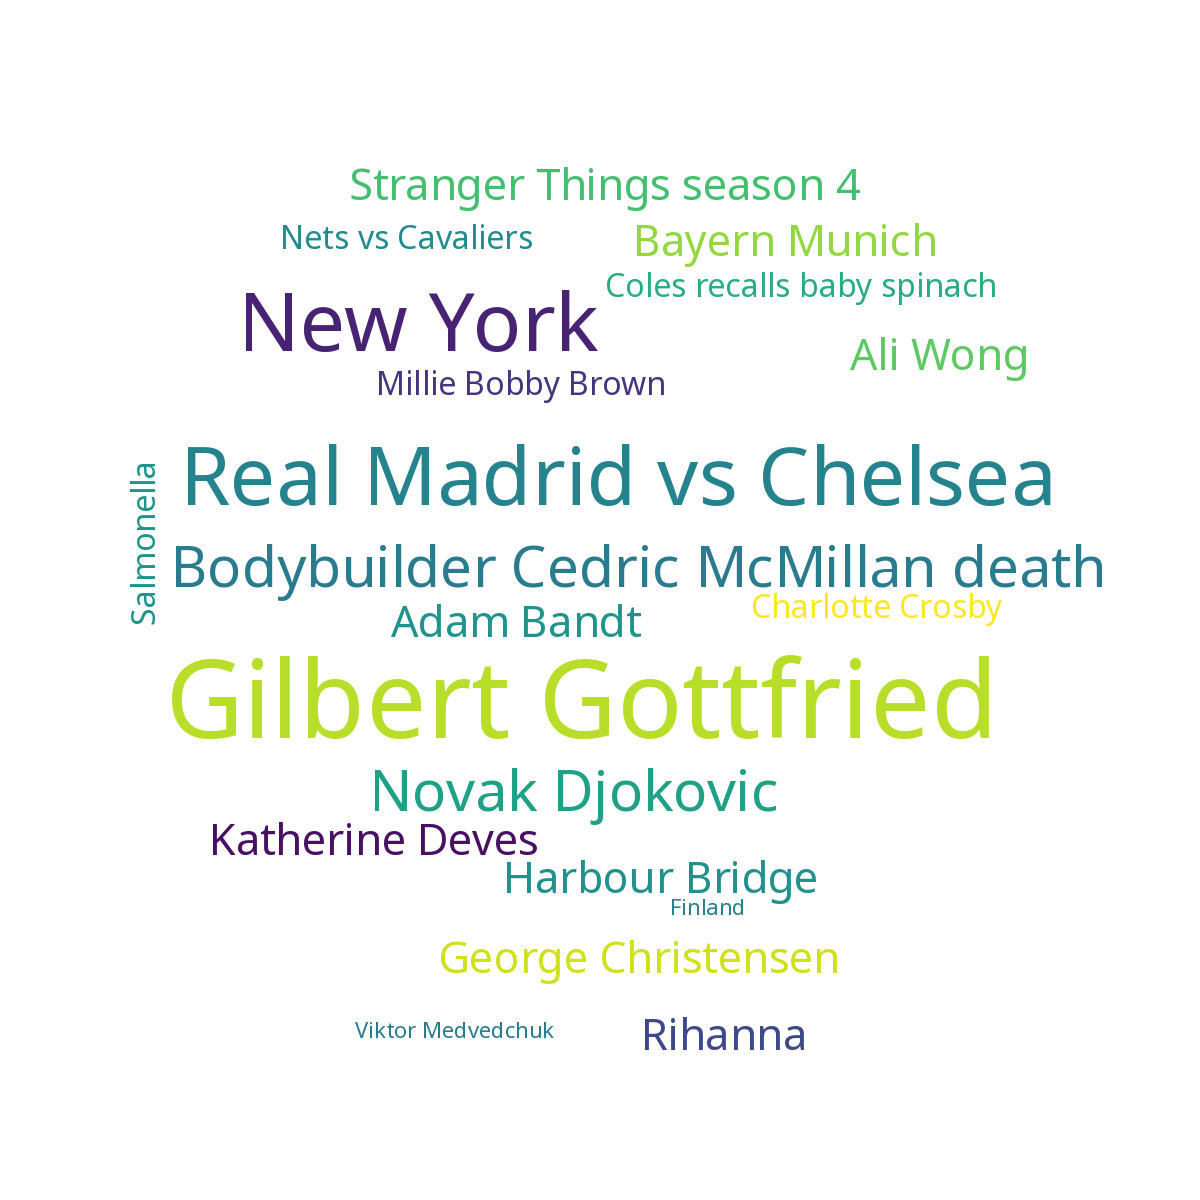 Stranger Things season 4
Nets vs Cavaliers
Bayern Munich
Coles recalls baby spinach
New York
Ali Wong
Millie Bobby Brown
Real Madrid vs Chelsea
Salmonella
Bodybuilder Cedric McMillan death
Charlotte Crosby
Adam Bandt
Gilbert Gottfried
Novak Djokovic
Katherine Deves
Harbour Bridge
Finland
George Christensen
Viktor Medvedchuk
Rihanna